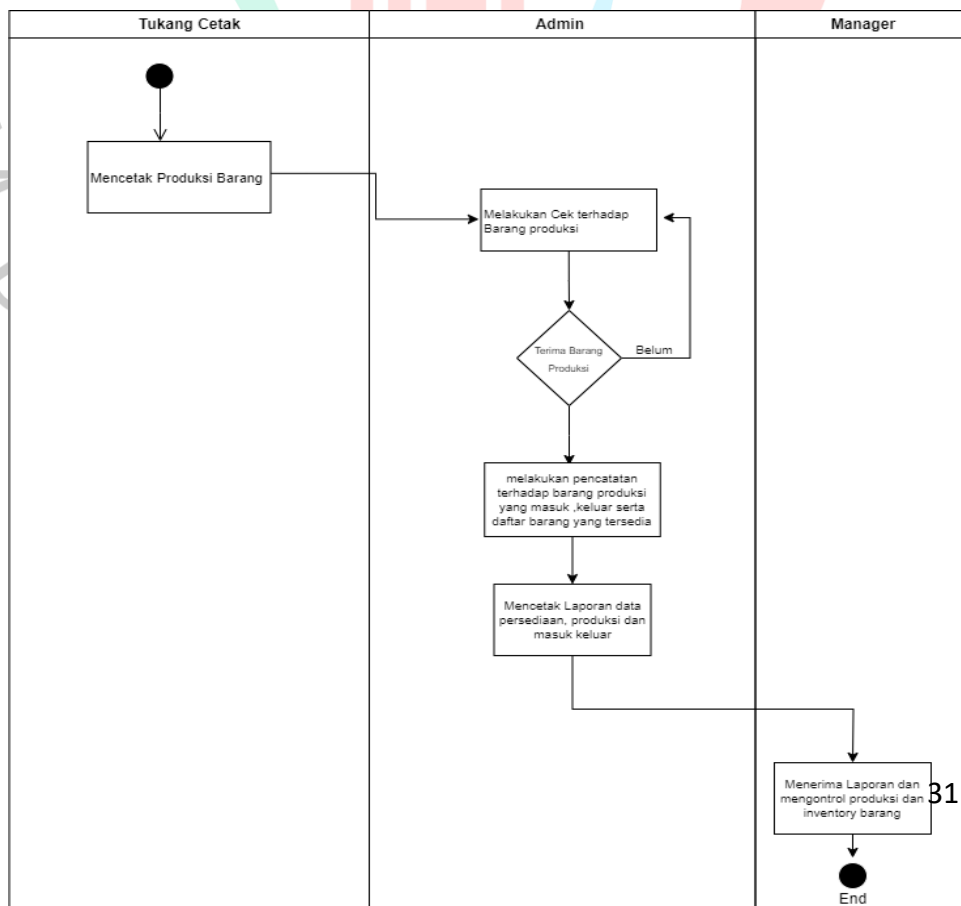 Tukang Cetak
Admin
Manager
Mencetak Produksi Barang
Melakukan Cek terhadap
Barang produksi
Terima Barang
Produksi
Belum
melakukan pencatatan
terhadap barang produksi
yang masuk ,keluar serta
daftar barang yang tersedia
Mencetak Laporan data
persediaan, produksi dan
masuk keluar
Menerima Laporan dan
mengontrol produksi dan
inventory barang
31
End